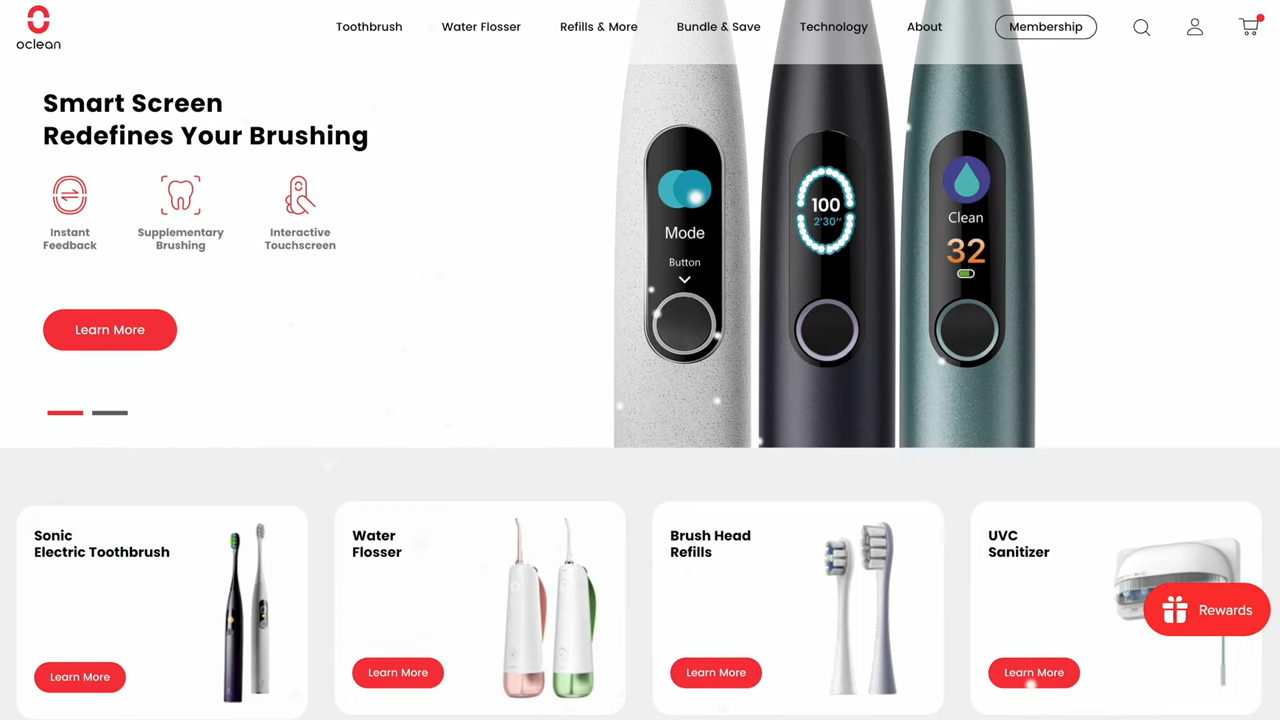 oclean
Toothbrush
Water Flosser
Refills & More
Bundle & Save
Technology
About
Membership
Smart Screen
Redefines Your Brushing
Instant
Feedback
Supplementary
Brushing
Interactive
Touchscreen
Learn More
Mode
Button
100
2'30''
Clean
32
Sonic
Electric Toothbrush
Learn More
Water
Flosser
Learn More
Brush Head
Refills
Learn More
UVC
Sanitizer
Learn More
Rewards